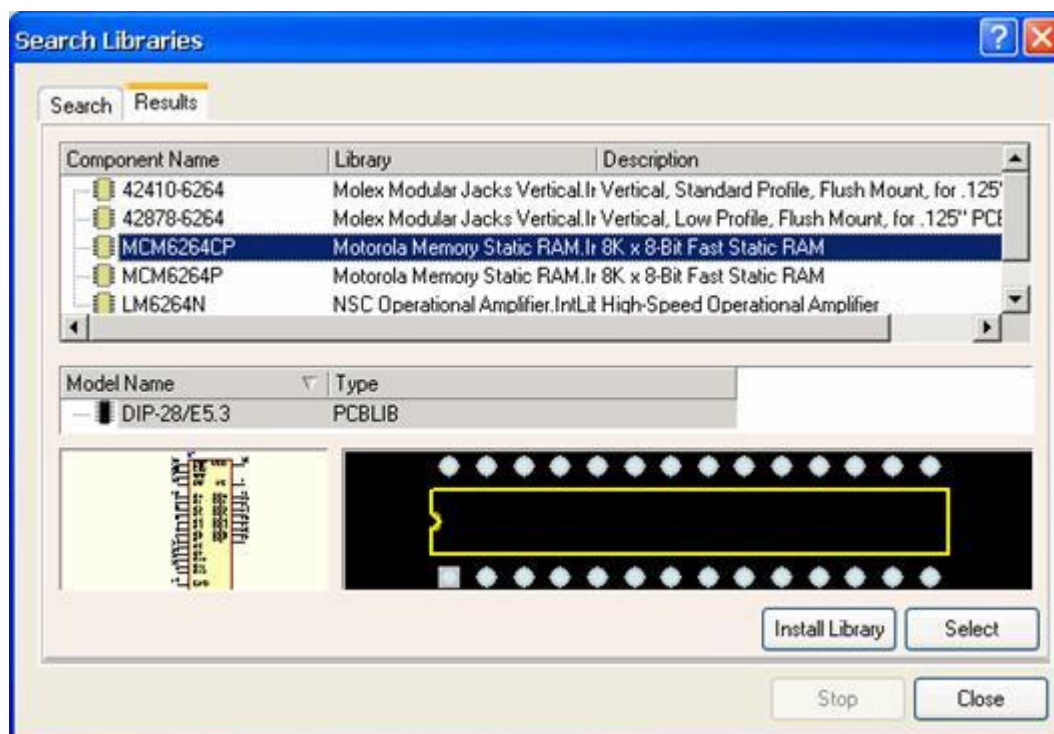 Search Libraries
Search Results
Component Name Library Description
42410-6264 Molex Modular Jacks Vertical.Ir Vertical, Standard Profile, Flush Mount, for .125"
42878-6264 Molex Modular Jacks Vertical.Ir Vertical, Low Profile, Flush Mount, for .125" PCB
MCM6264CP Motorola Memory Static RAM.Ir 8K x 8-Bit Fast Static RAM
MCM6264P Motorola Memory Static RAM.Ir 8K x 8-Bit Fast Static RAM
LM6264N NSC Operational Amplifier.IntLib High-Speed Operational Amplifier
Model Name Type
DIP-28/E5.3 PCBLIB
Install Library Select
Stop Close